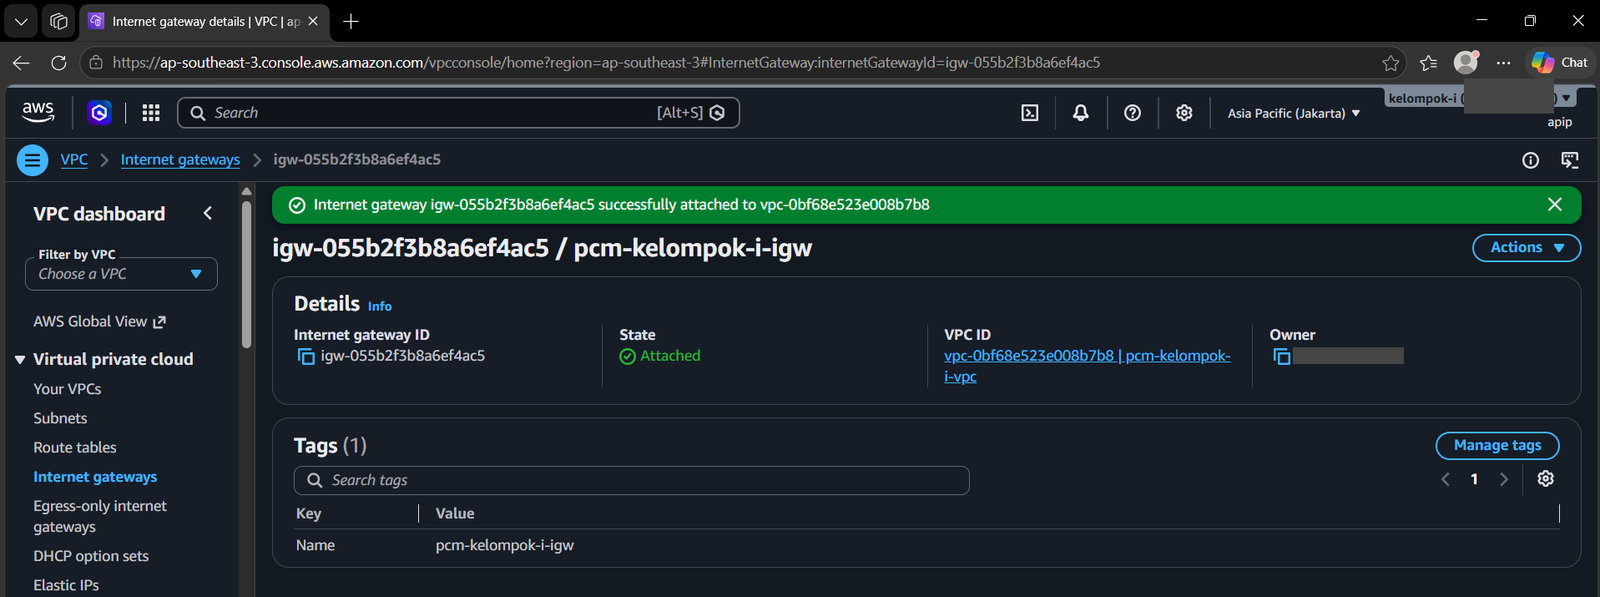 Internet gateway details | VPC | ap
https://ap-southeast-3.console.aws.amazon.com/vpcconsole/home?region=ap-southeast-3#InternetGateway:internetGatewayId=igw-055b2f3b8a6ef4ac5
Chat
aws
Search
[Alt+S]
Asia Pacific (Jakarta)
kelompok-i (
)
apip
VPC
Internet gateways
igw-055b2f3b8a6ef4ac5
VPC dashboard
Filter by VPC
Choose a VPC
AWS Global View
Virtual private cloud
Your VPCs
Subnets
Route tables
Internet gateways
Egress-only internet
gateways
DHCP option sets
Elastic IPs
Internet gateway igw-055b2f3b8a6ef4ac5 successfully attached to vpc-0bf68e523e008b7b8
igw-055b2f3b8a6ef4ac5 / pcm-kelompok-i-igw
Actions
Details
Info
Internet gateway ID
igw-055b2f3b8a6ef4ac5
State
Attached
VPC ID
vpc-0bf68e523e008b7b8 | pcm-kelompok-
i-vpc
Owner
Tags (1)
Manage tags
Search tags
1
Key
Value
Name
pcm-kelompok-i-igw